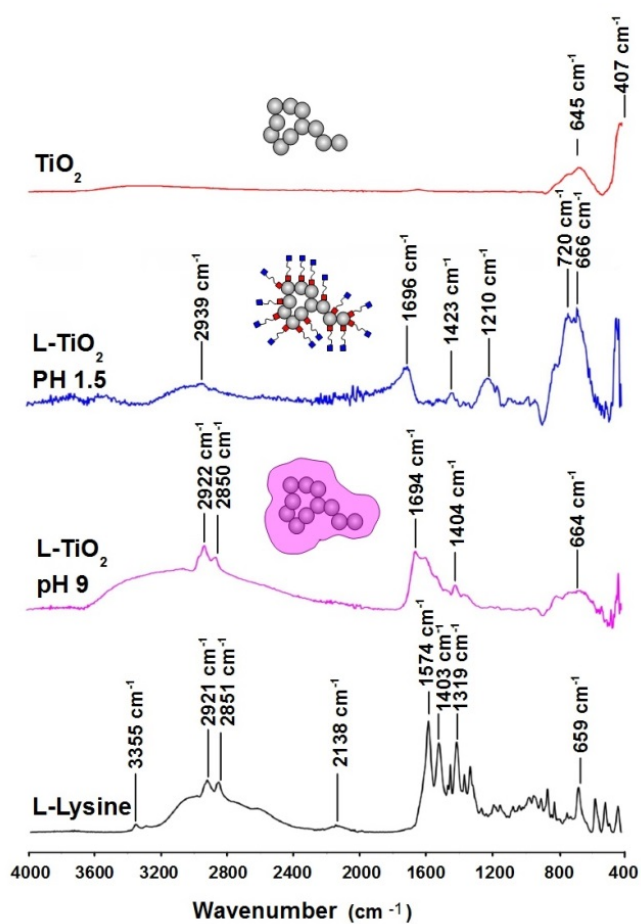 407 cm-1
645 cm-1
TiO2
720 cm-1
666 cm-1
1696 cm-1
2939 cm-1
1423 cm-1
1210 cm-1
L-TiO2
PH 1.5
2922 cm-1
2850 cm-1
1694 cm-1
1404 cm-1
664 cm-1
L-TiO2
pH 9
1574 cm-1
1403 cm-1
1319 cm-1
2921 cm-1
2851 cm-1
3355 cm-1
2138 cm-1
659 cm-1
L-Lysine
4000 3200 2800 2400 1600 1200 800 400
Wavenumber (cm -1)